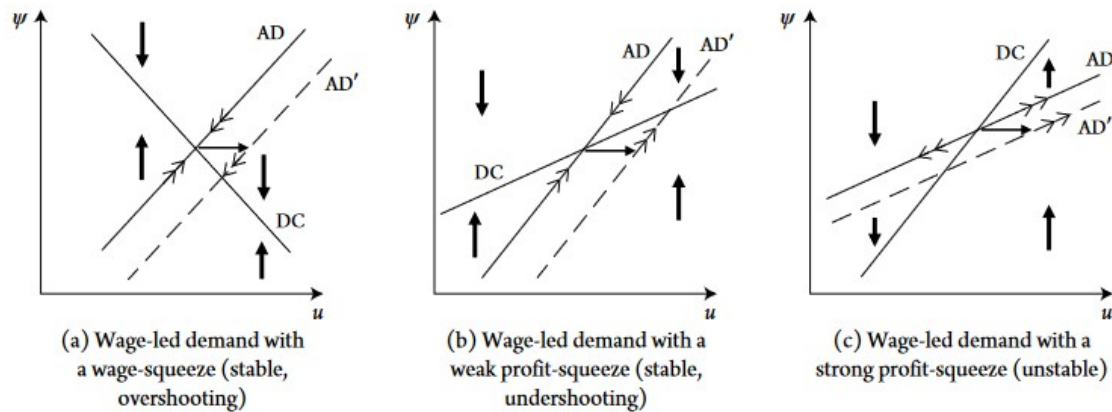 ψ
AD
AD′
DC
u
(a) Wage-led demand with
a wage-squeeze (stable,
overshooting)
ψ
AD
AD′
DC
u
(b) Wage-led demand with a
weak profit-squeeze (stable,
undershooting)
ψ
DC
AD
AD′
u
(c) Wage-led demand with a
strong profit-squeeze (unstable)